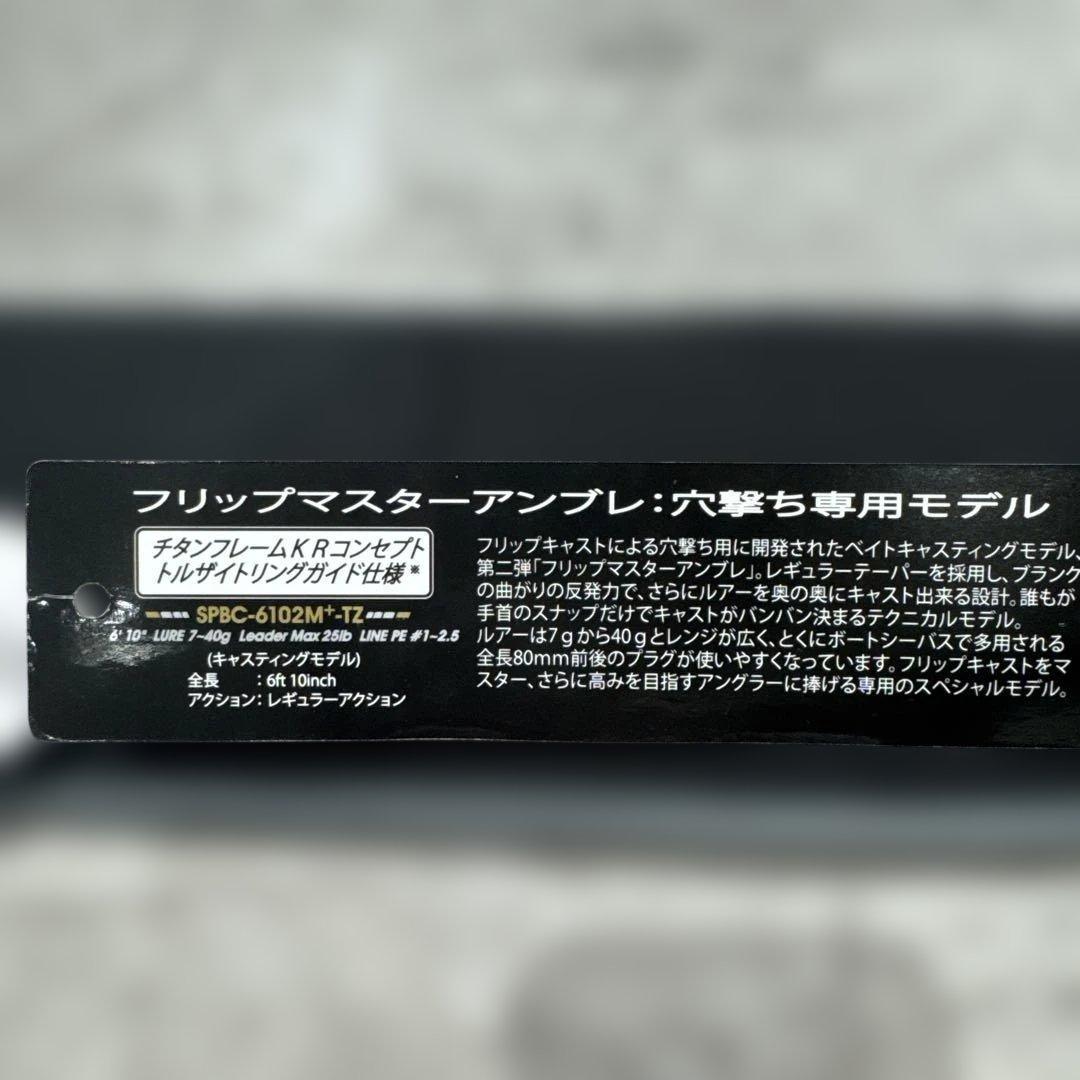 フリップマスターアンブレ：穴撃ち専用モデル
チタンフレームKRコンセプト
トルザイトリングガイド仕様※
SPBC-6102M+-TZ
6'10" LURE 7~40g Leader Max 25lb LINE PE #1~2.5
(キャスティングモデル)
全長　　：6ft 10inch
アクション：レギュラーアクション
フリップキャストによる穴撃ち用に開発されたベイトキャスティングモデル、
第二弾「フリップマスターアンブレ」。レギュラーテーパーを採用し、ブランク
の曲がりの反発力で、さらにルアーを奥の奥にキャスト出来る設計。誰もが
手首のスナップだけでキャストがバンバン決まるテクニカルモデル。
ルアーは7gから40gとレンジが広く、とくにボートシーバスで多用される
全長80mm前後のプラグが使いやすくなっています。フリップキャストをマ
スター、さらに高みを目指すアングラーに捧げる専用のスペシャルモデル。